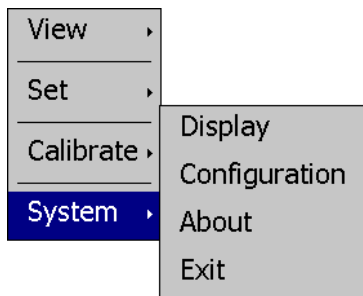 View
Set
Calibrate
System
Display
Configuration
About
Exit